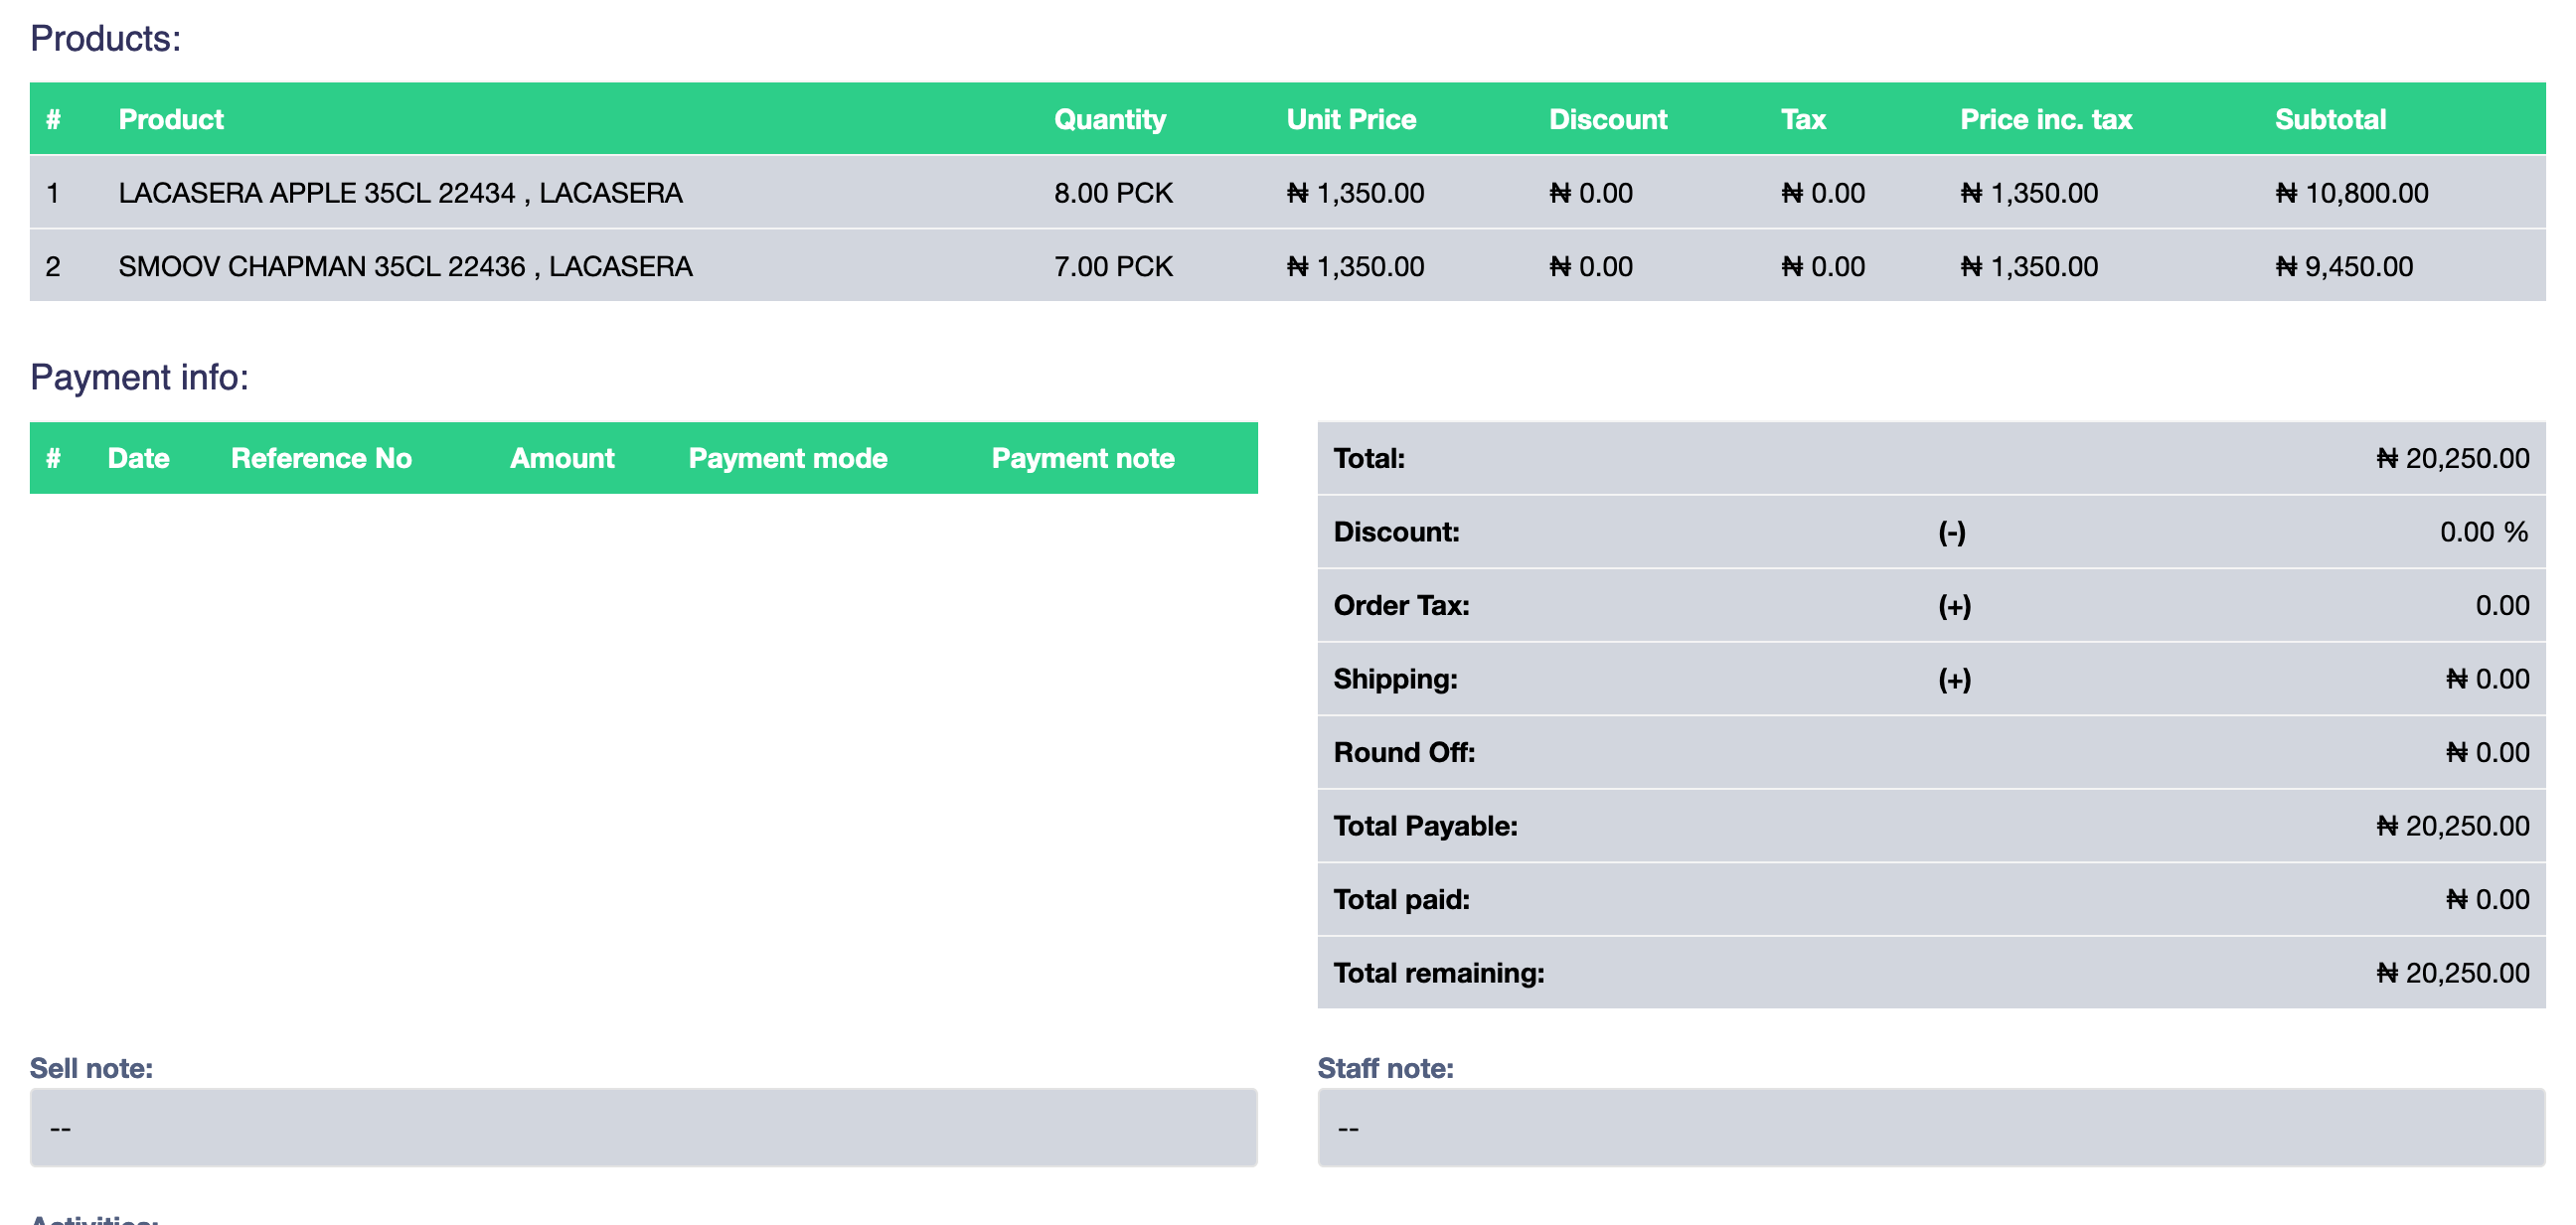 Products:
# Product Quantity Unit Price Discount Tax Price inc. tax Subtotal
1 LACASERA APPLE 35CL 22434 , LACASERA 8.00 PCK ₦ 1,350.00 ₦ 0.00 ₦ 0.00 ₦ 1,350.00 ₦ 10,800.00
2 SMOOV CHAPMAN 35CL 22436 , LACASERA 7.00 PCK ₦ 1,350.00 ₦ 0.00 ₦ 0.00 ₦ 1,350.00 ₦ 9,450.00
Payment info:
# Date Reference No Amount Payment mode Payment note
Total: ₦ 20,250.00
Discount: (-) 0.00 %
Order Tax: (+) 0.00
Shipping: (+) ₦ 0.00
Round Off: ₦ 0.00
Total Payable: ₦ 20,250.00
Total paid: ₦ 0.00
Total remaining: ₦ 20,250.00
Sell note:
--
Staff note:
--
Activities: